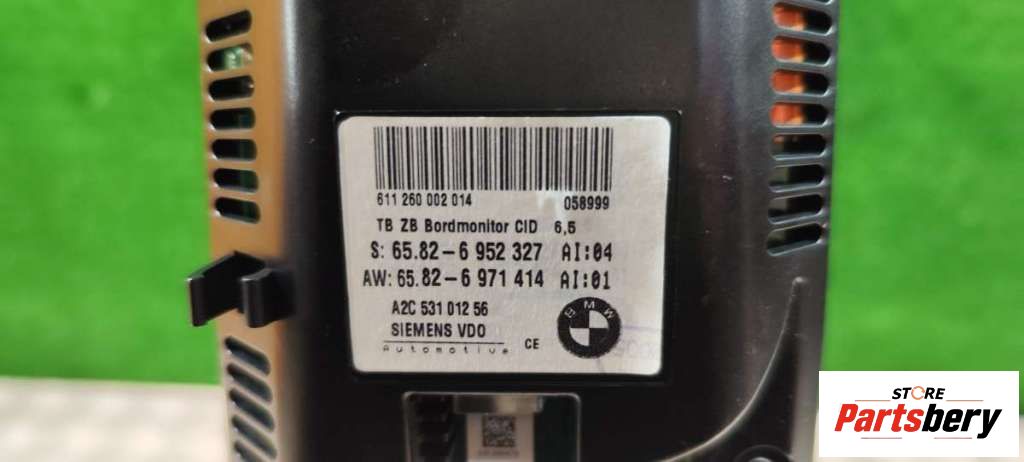 611 260 002 014 058999
TB ZB Bordmonitor CID 6,5
S: 65.82-6 952 327 AI:04
AW: 65.82-6 971 414 AI:01
A2C 531 012 56
SIEMENS VDO
Automotive
CE
BMW
STORE
Partsbery